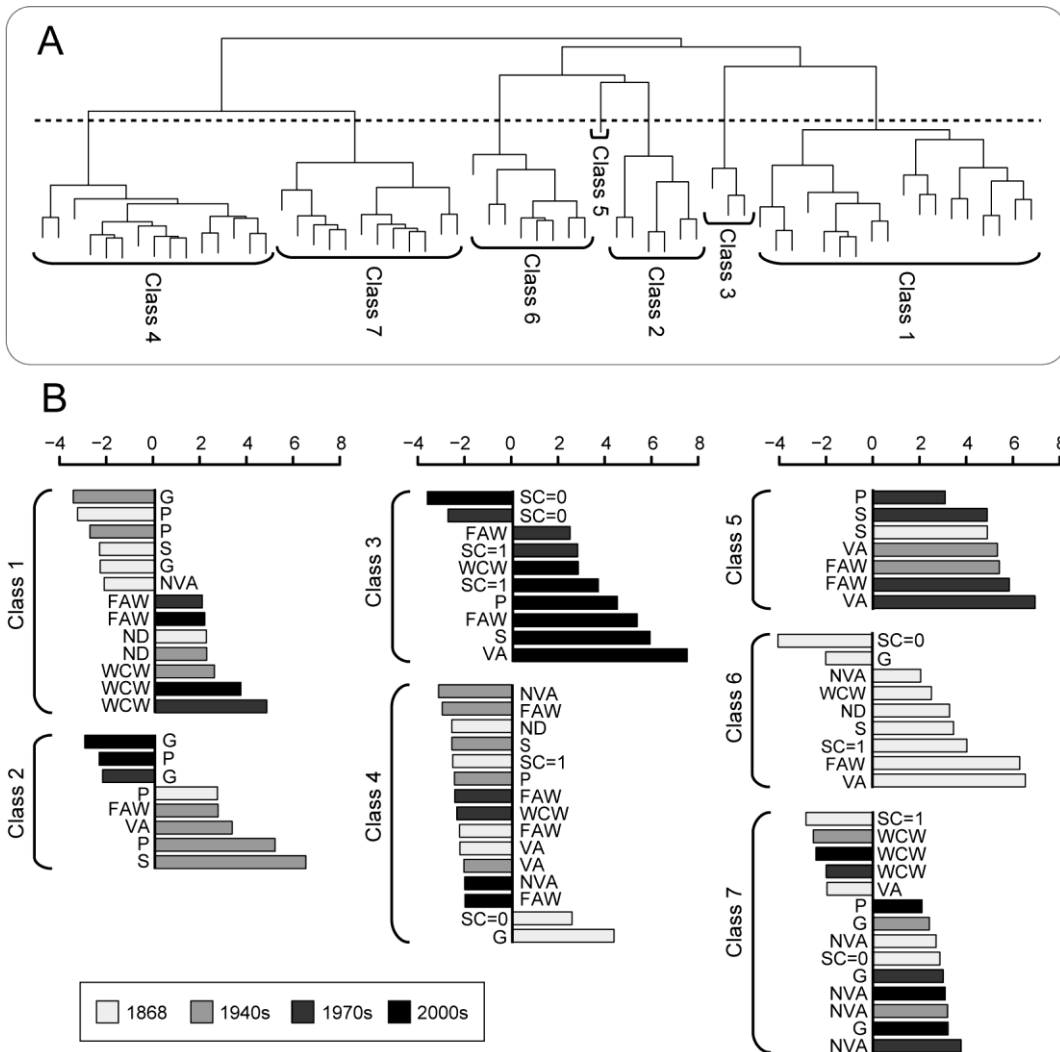 A
Class 4
Class 7
Class 6
Class 5
Class 2
Class 3
Class 1
B
−4 −2 0 2 4 6 8
Class 1
G
P
P
S
G
NVA
FAW
FAW
ND
ND
WCW
WCW
WCW
Class 2
G
P
G
P
FAW
VA
P
S
−4 −2 0 2 4 6 8
Class 3
SC=0
SC=0
FAW
SC=1
WCW
SC=1
P
FAW
S
VA
Class 4
NVA
FAW
ND
S
SC=1
P
FAW
WCW
FAW
VA
VA
NVA
FAW
SC=0
G
−4 −2 0 2 4 6 8
Class 5
P
S
S
VA
FAW
FAW
VA
Class 6
SC=0
G
NVA
WCW
ND
S
SC=1
FAW
VA
Class 7
SC=1
WCW
WCW
WCW
VA
P
G
NVA
SC=0
G
NVA
NVA
G
NVA
1868 1940s 1970s 2000s